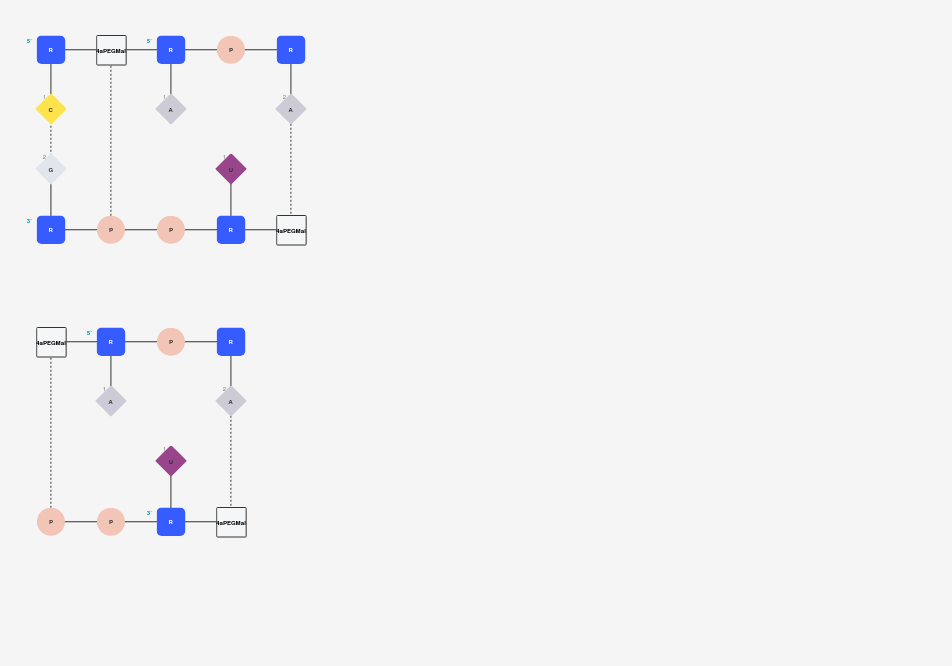 5' R 4aPEGMal 5' R P R
1 1 2
C A A
2 1
G U
3' R P P R 4aPEGMal
4aPEGMal 5' R P R
1 2
A A
1
U
P P 3' R 4aPEGMal